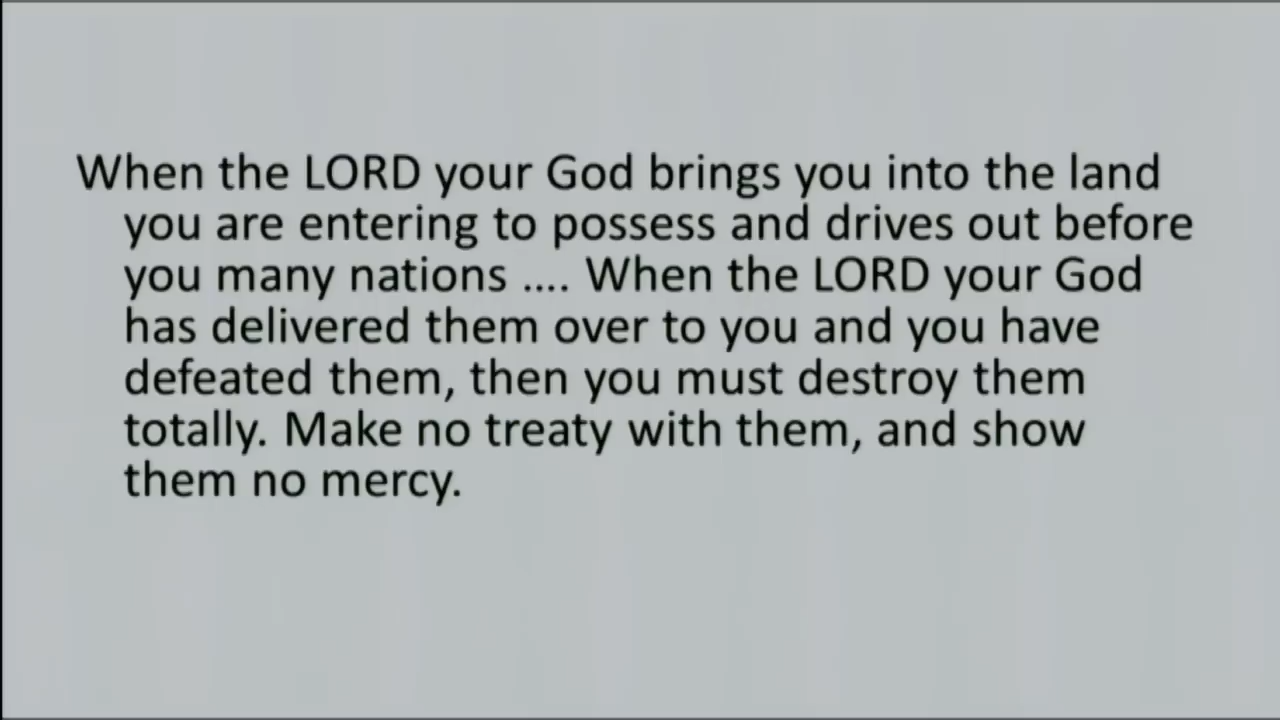 When the LORD your God brings you into the land
you are entering to possess and drives out before
you many nations .... When the LORD your God
has delivered them over to you and you have
defeated them, then you must destroy them
totally. Make no treaty with them, and show
them no mercy.